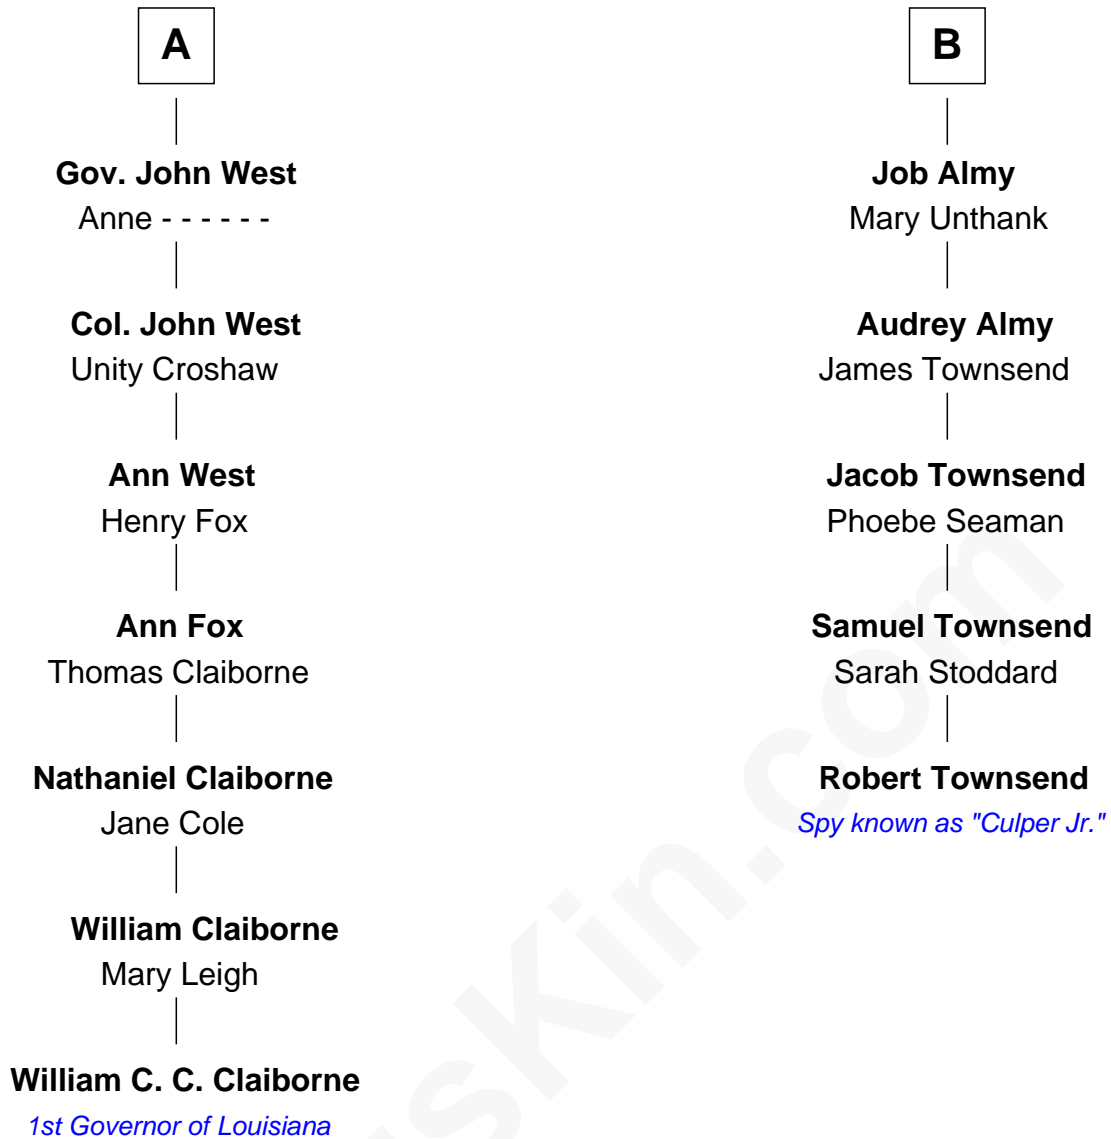 A
Gov. John West
Anne - - - - - -
Col. John West
Unity Croshaw
Ann West
Henry Fox
Ann Fox
Thomas Claiborne
Nathaniel Claiborne
Jane Cole
William Claiborne
Mary Leigh
William C. C. Claiborne
1st Governor of Louisiana
B
Job Almy
Mary Unthank
Audrey Almy
James Townsend
Jacob Townsend
Phoebe Seaman
Samuel Townsend
Sarah Stoddard
Robert Townsend
Spy known as "Culper Jr."
sKin.com